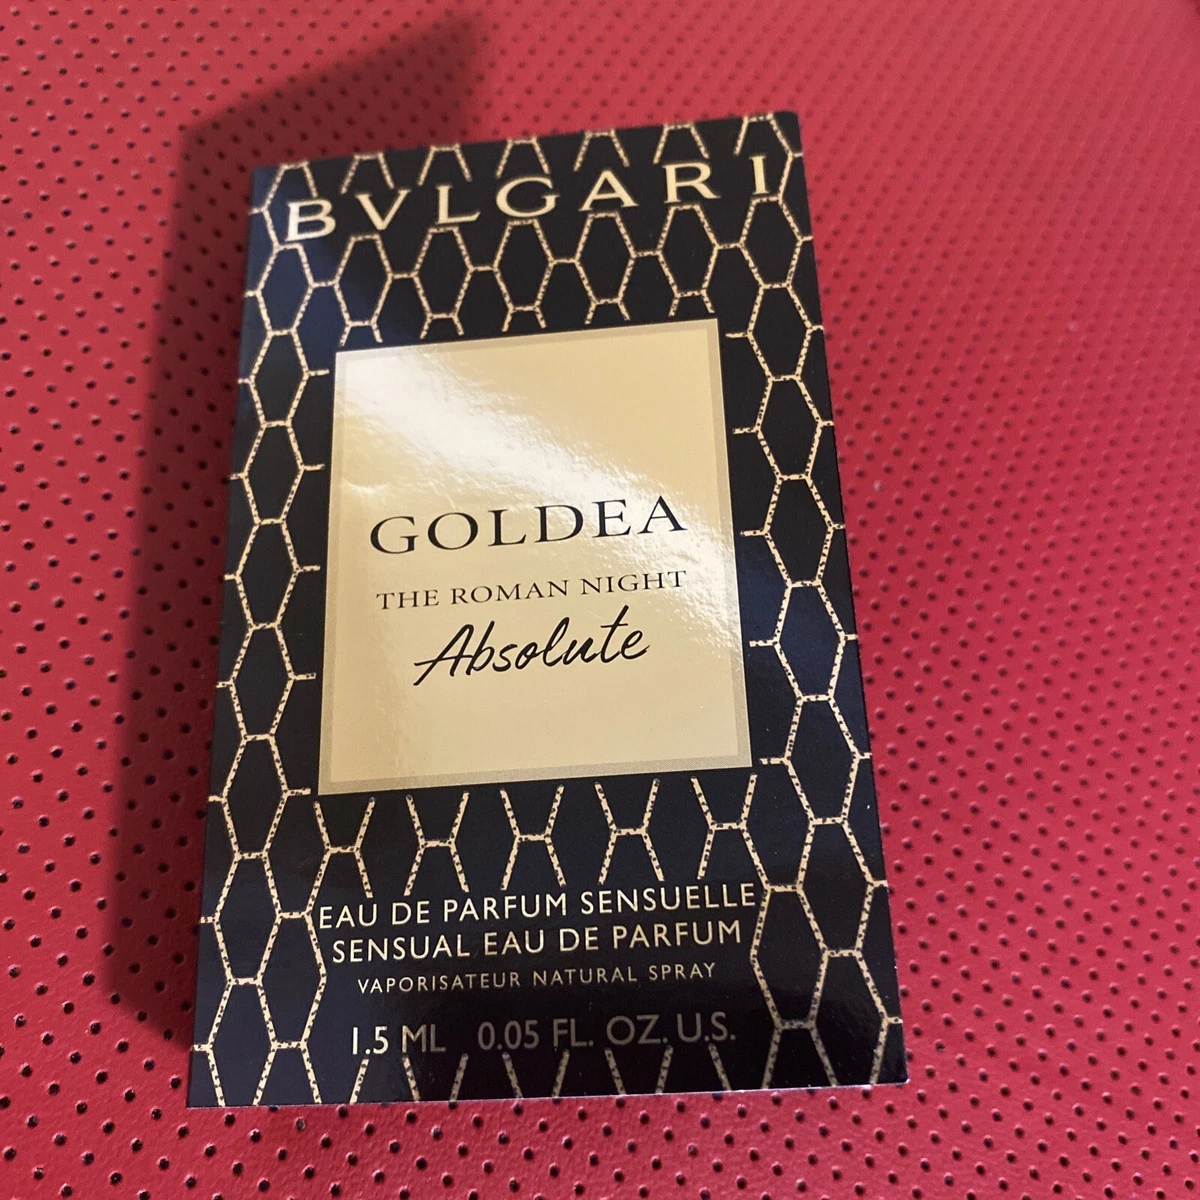 BVLGARI
GOLDEA
THE ROMAN NIGHT
Absolute
EAU DE PARFUM SENSUELLE
SENSUAL EAU DE PARFUM
VAPORISATEUR NATURAL SPRAY
1.5 ML 0.05 FL. OZ. U.S.